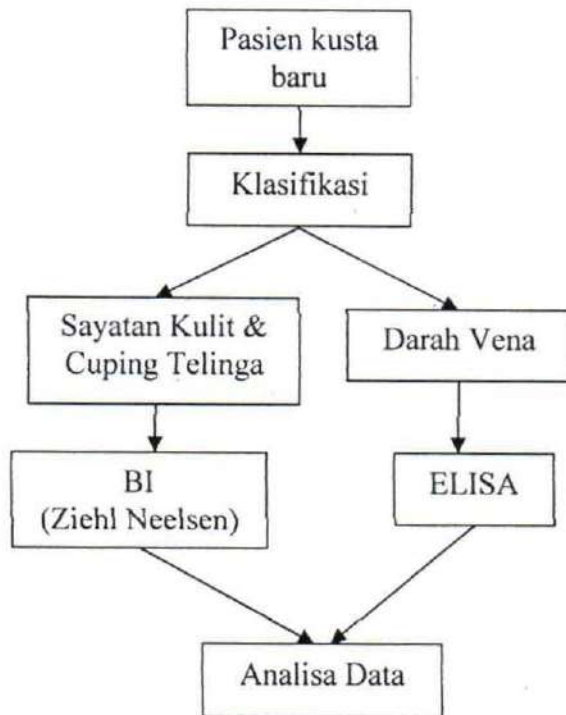 Pasien kusta
baru
Klasifikasi
Sayatan Kulit &
Cuping Telinga
Darah Vena
BI
(Ziehl Neelsen)
ELISA
Analisa Data